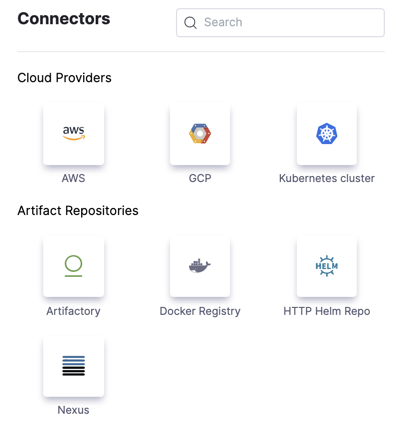 Connectors
Search
Cloud Providers
aws
AWS
GCP
Kubernetes cluster
Artifact Repositories
HELM
Artifactory
Docker Registry
HTTP Helm Repo
Nexus